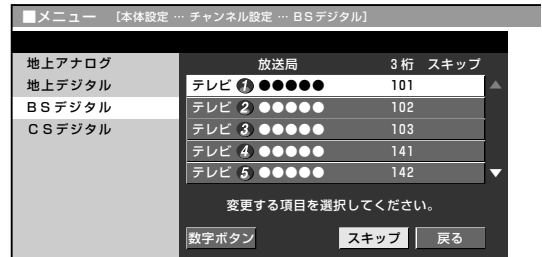 ■メニュー [本体設定 … チャンネル設定 … BSデジタル]
地上アナログ
地上デジタル
BSデジタル
CSデジタル
放送局 3桁 スキップ
テレビ ❶ ●●●●● 101
テレビ ❷ ●●●●● 102
テレビ ❸ ●●●●● 103
テレビ ❹ ●●●●● 141
テレビ ❺ ●●●●● 142
変更する項目を選択してください。
数字ボタン スキップ 戻る